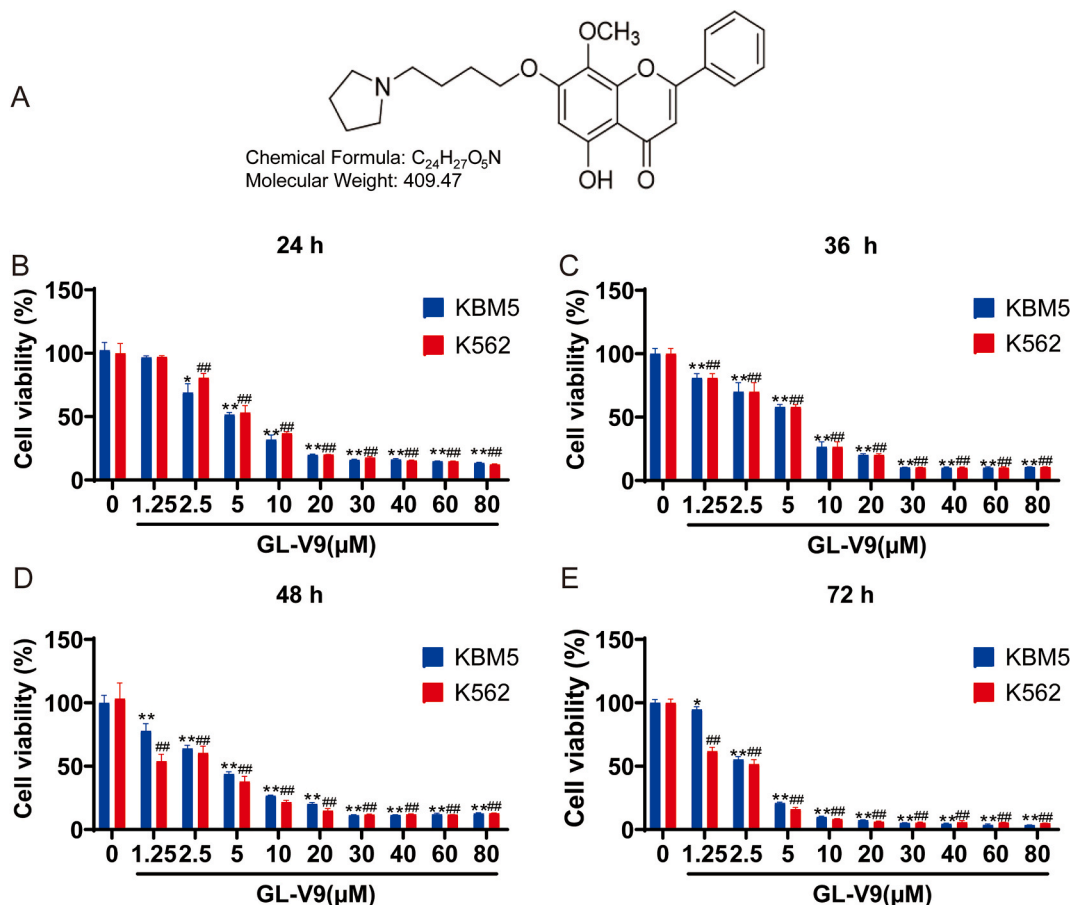 A
OCH₃
N
O
O
OH
O
Chemical Formula: C₂₄H₂₇O₅N
Molecular Weight: 409.47
B
24 h
Cell viability (%)
150
100
50
0
KBM5
K562
* ##
** ##
** ##
** ##
** ##
** ##
** ##
** ##
0 1.25 2.5 5 10 20 30 40 60 80
GL-V9(μM)
C
36 h
Cell viability (%)
150
100
50
0
KBM5
K562
** ##
** ##
** ##
** ##
** ##
** ##
** ##
** ##
** ##
0 1.25 2.5 5 10 20 30 40 60 80
GL-V9(μM)
D
48 h
Cell viability (%)
150
100
50
0
KBM5
K562
** ##
** ##
** ##
** ##
** ##
** ##
** ##
** ##
** ##
0 1.25 2.5 5 10 20 30 40 60 80
GL-V9(μM)
E
72 h
Cell viability (%)
150
100
50
0
KBM5
K562
* ##
** ##
** ##
** ##
** ##
** ##
** ##
** ##
** ##
0 1.25 2.5 5 10 20 30 40 60 80
GL-V9(μM)